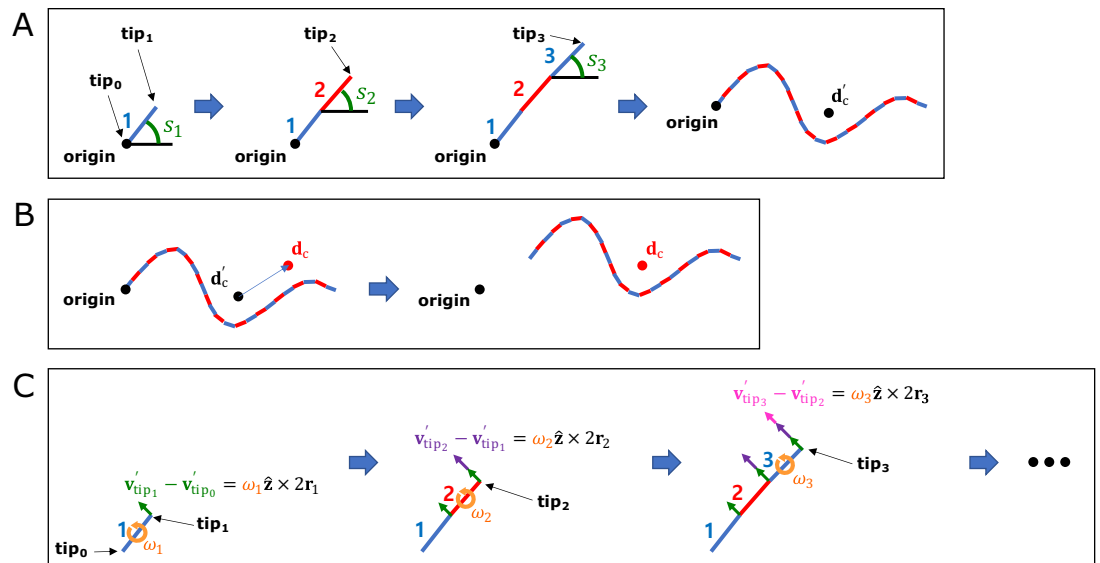 A
tip₁
tip₂
tip₃
tip₀
1
S₁
origin
2
S₂
1
origin
3
S₃
2
1
origin
d′c
origin
B
dc
d′c
origin
dc
origin
C
v′tip₃ − v′tip₂ = ω₃ẑ × 2r₃
v′tip₂ − v′tip₁ = ω₂ẑ × 2r₂
v′tip₁ − v′tip₀ = ω₁ẑ × 2r₁
tip₁
1
ω₁
tip₀
2
ω₂
tip₂
1
3
ω₃
tip₃
2
1